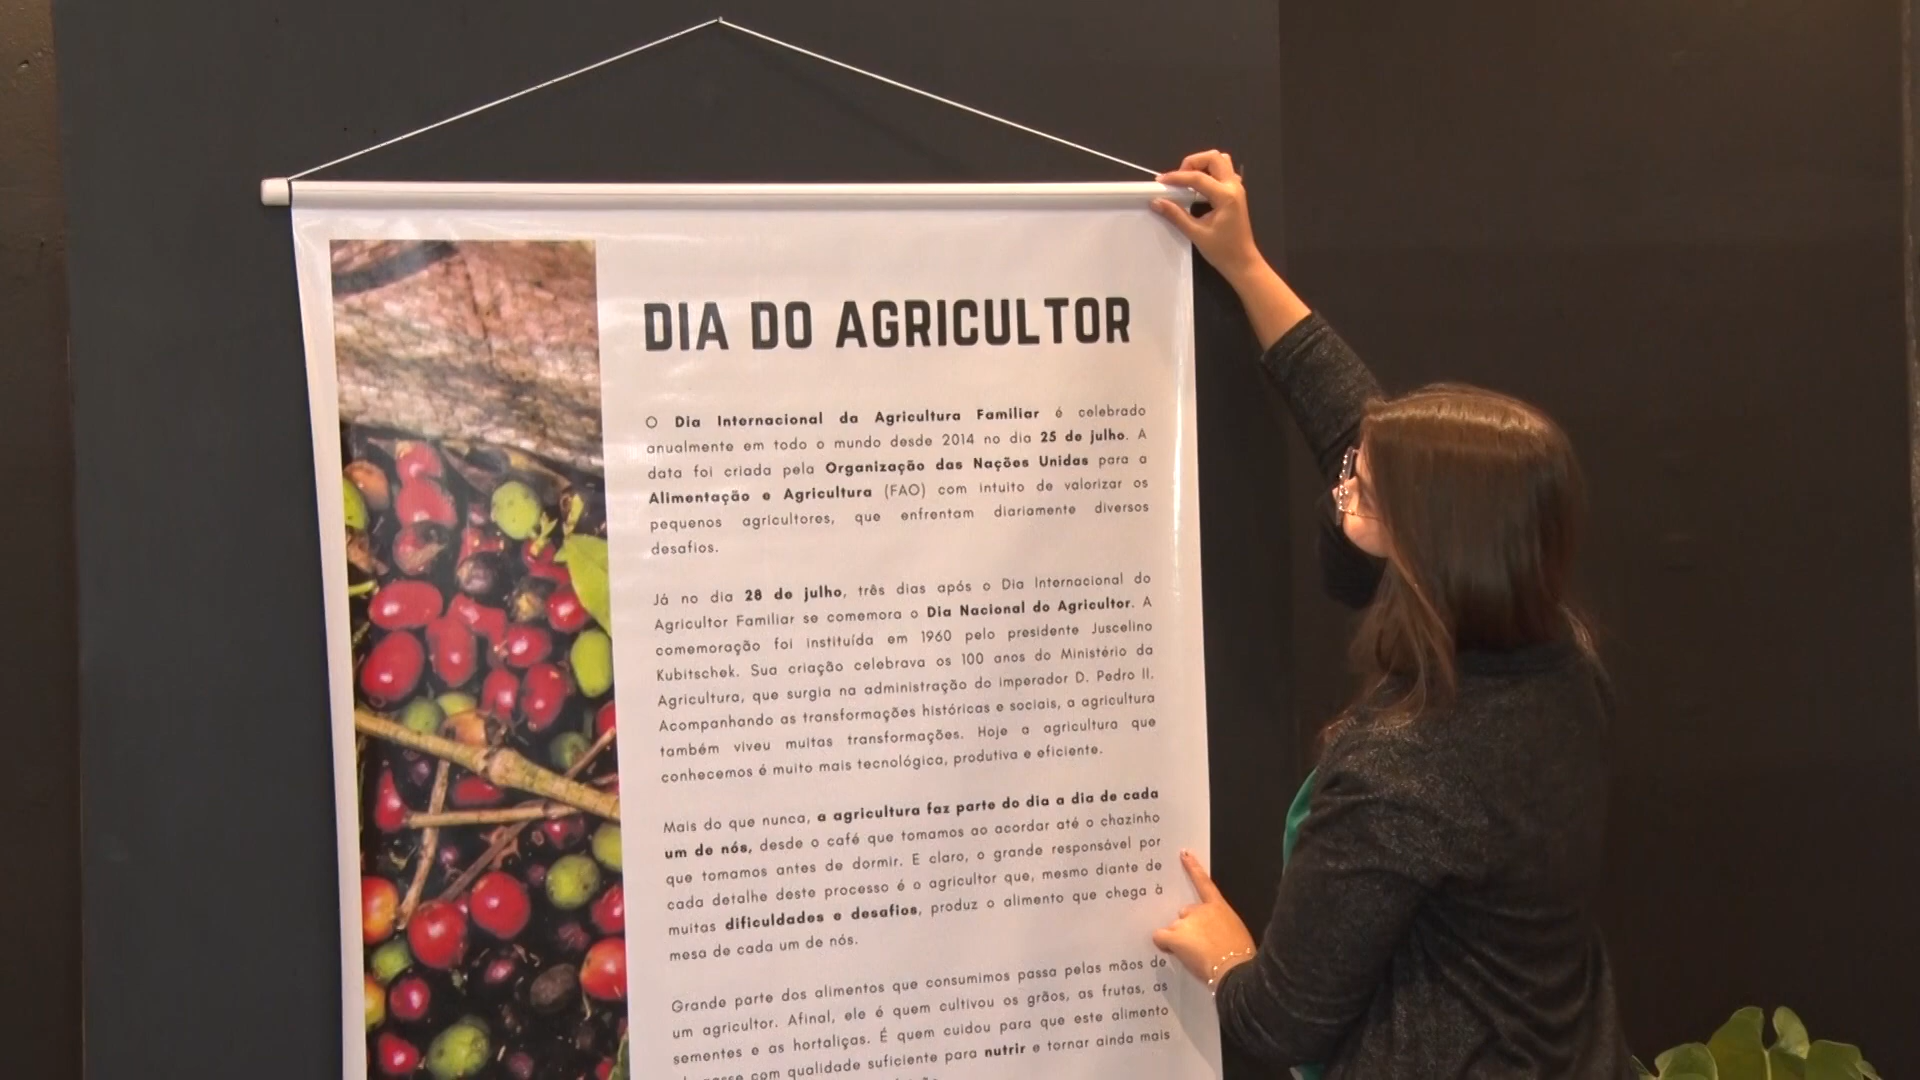 DIA DO AGRICULTOR
O Dia Internacional da Agricultura Familiar é celebrado
anualmente em todo o mundo desde 2014 no dia 25 de julho. A
data foi criada pela Organização das Nações Unidas para a
Alimentação e Agricultura (FAO) com intuito de valorizar os
pequenos agricultores, que enfrentam diariamente diversos
desafios.
Já no dia 28 de julho, três dias após o Dia Internacional do
Agricultor Familiar se comemora o Dia Nacional do Agricultor. A
comemoração foi instituída em 1960 pelo presidente Juscelino
Kubitschek. Sua criação celebrava os 100 anos do Ministério da
Agricultura, que surgia na administração do imperador D. Pedro II.
Acompanhando as transformações históricas e sociais, a agricultura
também viveu muitas transformações. Hoje a agricultura que
conhecemos é muito mais tecnológica, produtiva e eficiente.
Mais do que nunca, a agricultura faz parte do dia a dia de cada
um de nós, desde o café que tomamos ao acordar até o chazinho
que tomamos antes de dormir. E claro, o grande responsável por
cada detalhe deste processo é o agricultor que, mesmo diante de
muitas dificuldades e desafios, produz o alimento que chega à
mesa de cada um de nós.
Grande parte dos alimentos que consumimos passa pelas mãos de
um agricultor. Afinal, ele é quem cultivou os grãos, as frutas, as
sementes e as hortaliças. É quem cuidou para que este alimento
com qualidade suficiente para nutrir e tornar ainda mais